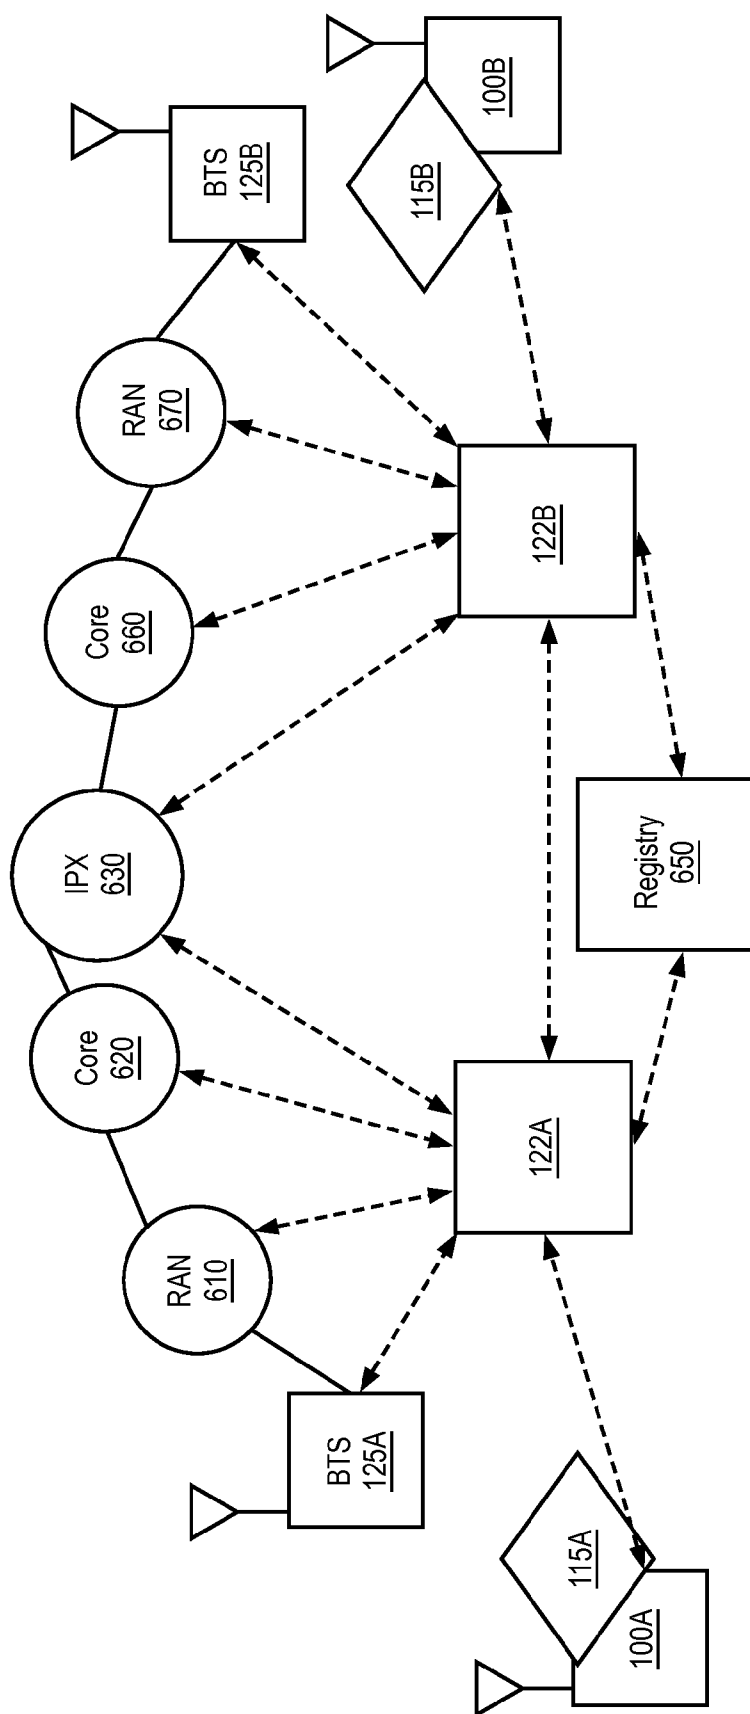 100A
115A
BTS
125A
RAN
610
Core
620
IPX
630
Core
660
RAN
670
BTS
125B
122A
122B
Registry
650
115B
100B